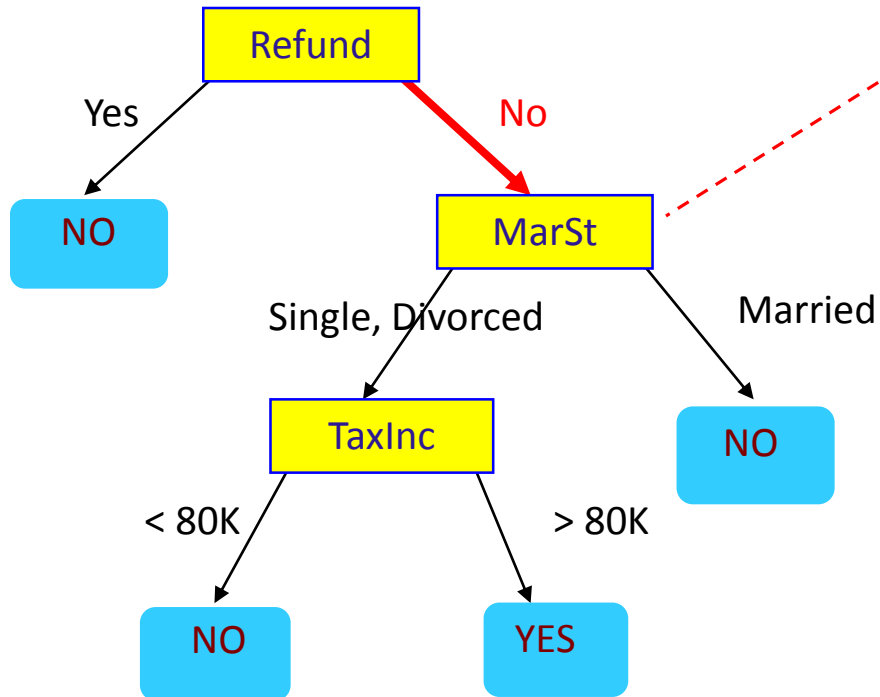 Refund
Yes
No
NO
MarSt
Single, Divorced
Married
TaxInc
NO
< 80K
> 80K
NO
YES